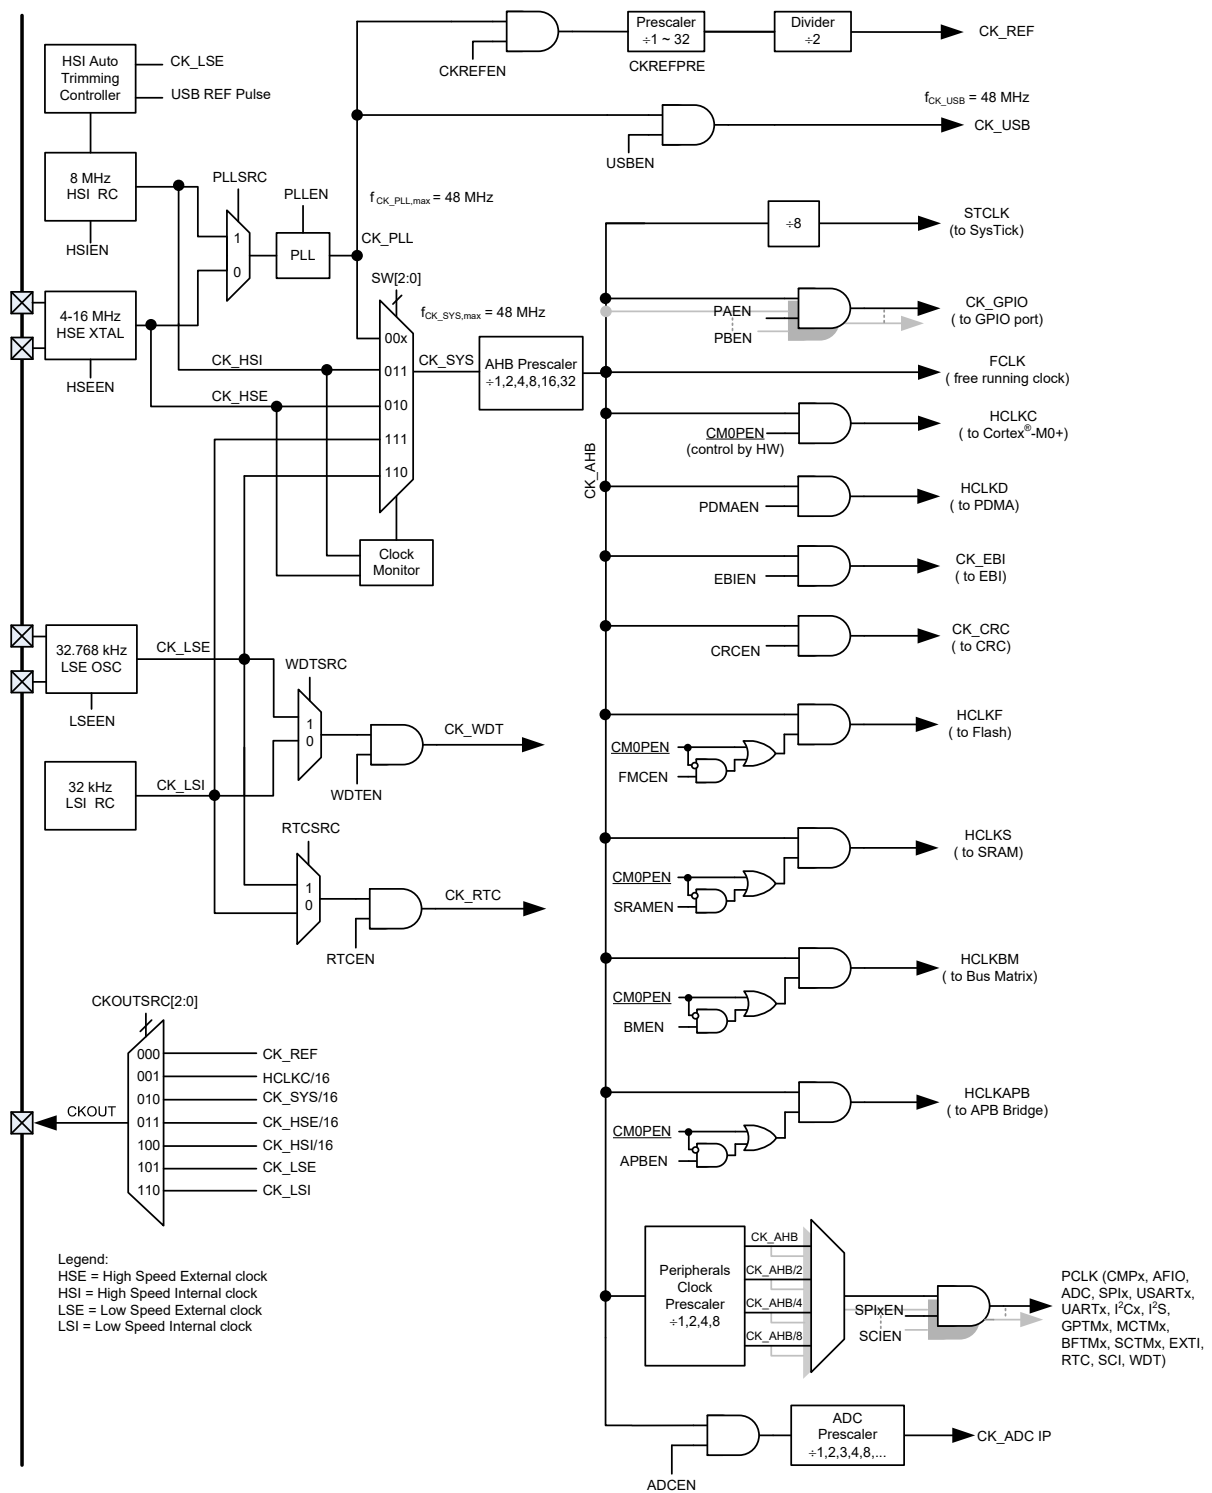 Prescaler
÷1 ~ 32
Divider
÷2
CK_REF
CKREFEN
CKREFPRE
HSI Auto
Trimming
Controller
CK_LSE
USB REF Pulse
fCK_USB = 48 MHz
CK_USB
USBEN
8 MHz
HSI RC
PLLSRC
PLLEN
fCK_PLL,max = 48 MHz
HSIEN
1
0
PLL
CK_PLL
÷8
STCLK
(to SysTick)
SW[2:0]
4-16 MHz
HSE XTAL
HSEEN
fCK_SYS,max = 48 MHz
PAEN
PBEN
CK_GPIO
( to GPIO port)
00x
011
010
111
110
CK_HSI
CK_HSE
CK_SYS
AHB Prescaler
÷1,2,4,8,16,32
FCLK
( free running clock)
CM0PEN
(control by HW)
HCLKC
( to Cortex®-M0+)
CK_AHB
PDMAEN
HCLKD
( to PDMA)
Clock
Monitor
EBIEN
CK_EBI
( to EBI)
CRCEN
CK_CRC
( to CRC)
32.768 kHz
LSE OSC
CK_LSE
LSEEN
WDTSRC
1
0
CK_WDT
WDTEN
CM0PEN
FMCEN
HCLKF
( to Flash)
32 kHz
LSI RC
CK_LSI
RTCSRC
1
0
CK_RTC
RTCEN
CM0PEN
SRAMEN
HCLKS
( to SRAM)
CM0PEN
BMEN
HCLKBM
( to Bus Matrix)
CKOUTSRC[2:0]
000
CK_REF
001
HCLKC/16
010
CK_SYS/16
CKOUT
011
CK_HSE/16
100
CK_HSI/16
101
CK_LSE
110
CK_LSI
CM0PEN
APBEN
HCLKAPB
( to APB Bridge)
Legend:
HSE = High Speed External clock
HSI = High Speed Internal clock
LSE = Low Speed External clock
LSI = Low Speed Internal clock
Peripherals
Clock
Prescaler
÷1,2,4,8
CK_AHB
CK_AHB/2
CK_AHB/4
CK_AHB/8
SPIxEN
SCIEN
PCLK (CMPx, AFIO,
ADC, SPIx, USARTx,
UARTx, I²Cx, I²S,
GPTMx, MCTMx,
BFTMx, SCTMx, EXTI,
RTC, SCI, WDT)
ADC
Prescaler
÷1,2,3,4,8,...
CK_ADC IP
ADCEN